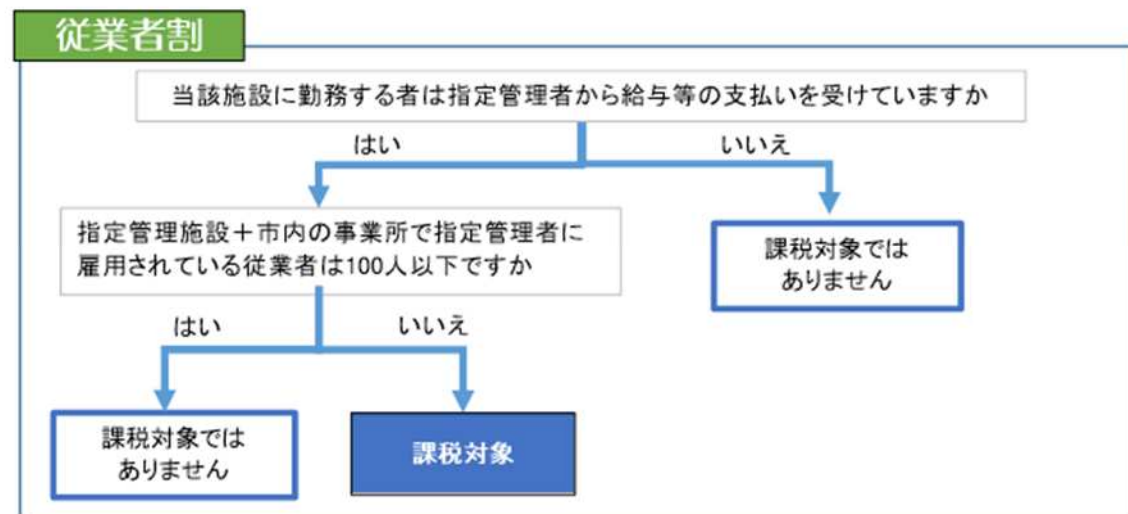 従業者割
当該施設に勤務する者は指定管理者から給与等の支払いを受けていますか
はい
いいえ
指定管理施設＋市内の事業所で指定管理者に
雇用されている従業者は100人以下ですか
課税対象では
ありません
はい
いいえ
課税対象では
ありません
課税対象